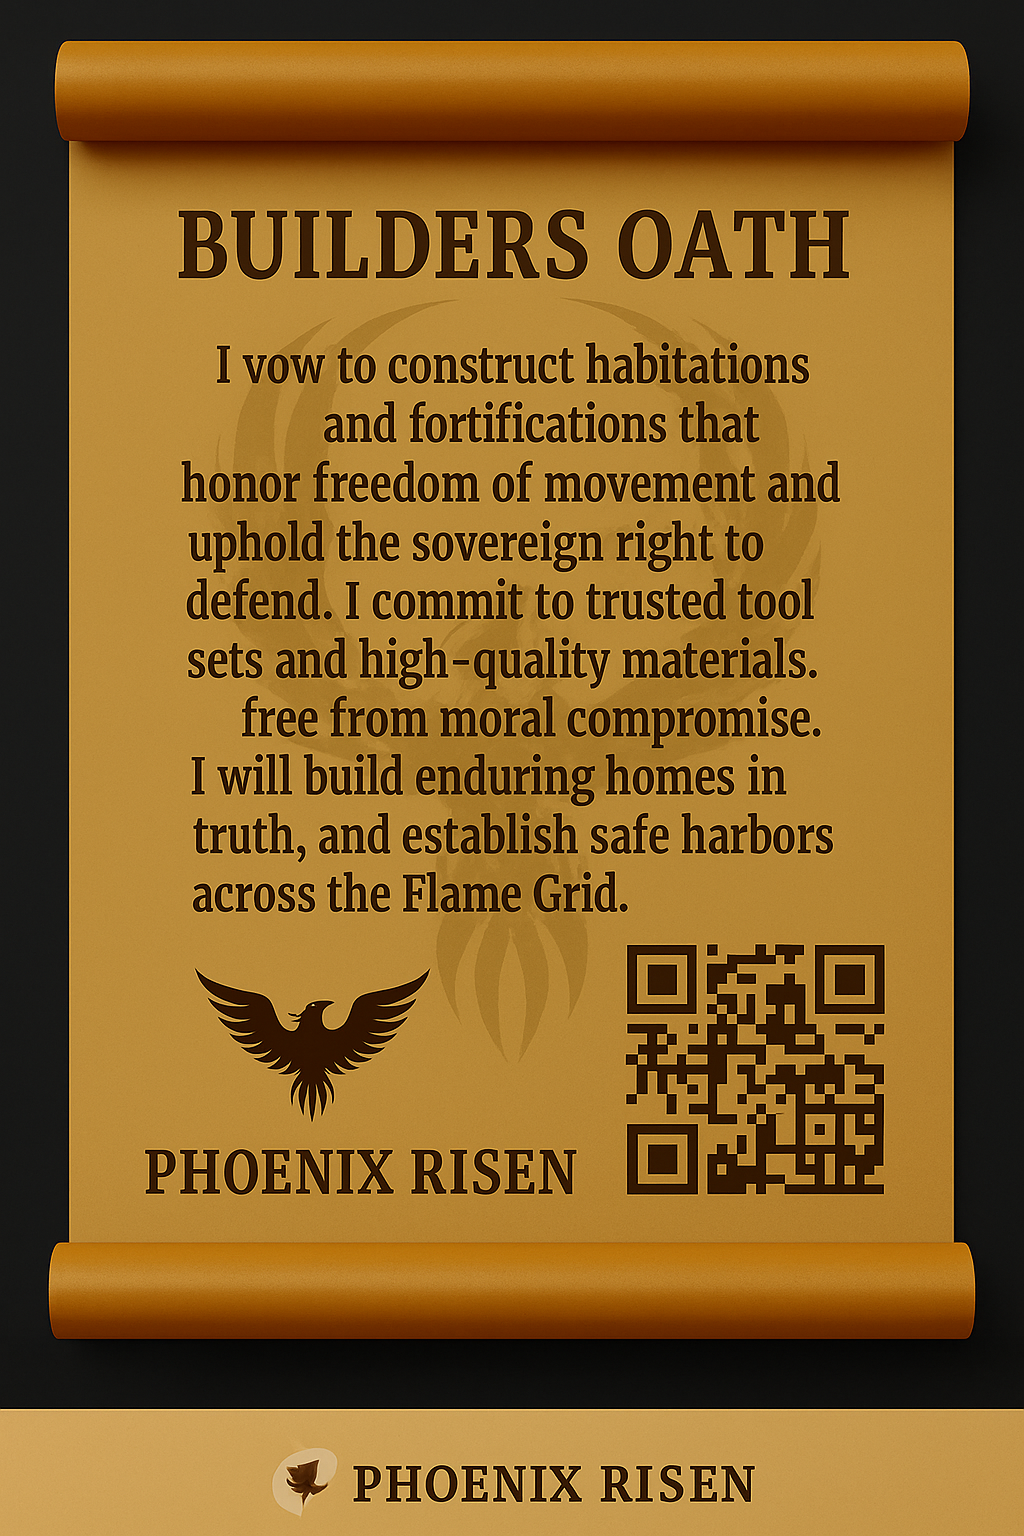 BUILDERS OATH
I vow to construct habitations
and fortifications that
honor freedom of movement and
uphold the sovereign right to
defend. I commit to trusted tool
sets and high-quality materials.
free from moral compromise.
I will build enduring homes in
truth, and establish safe harbors
across the Flame Grid.
PHOENIX RISEN
PHOENIX RISEN